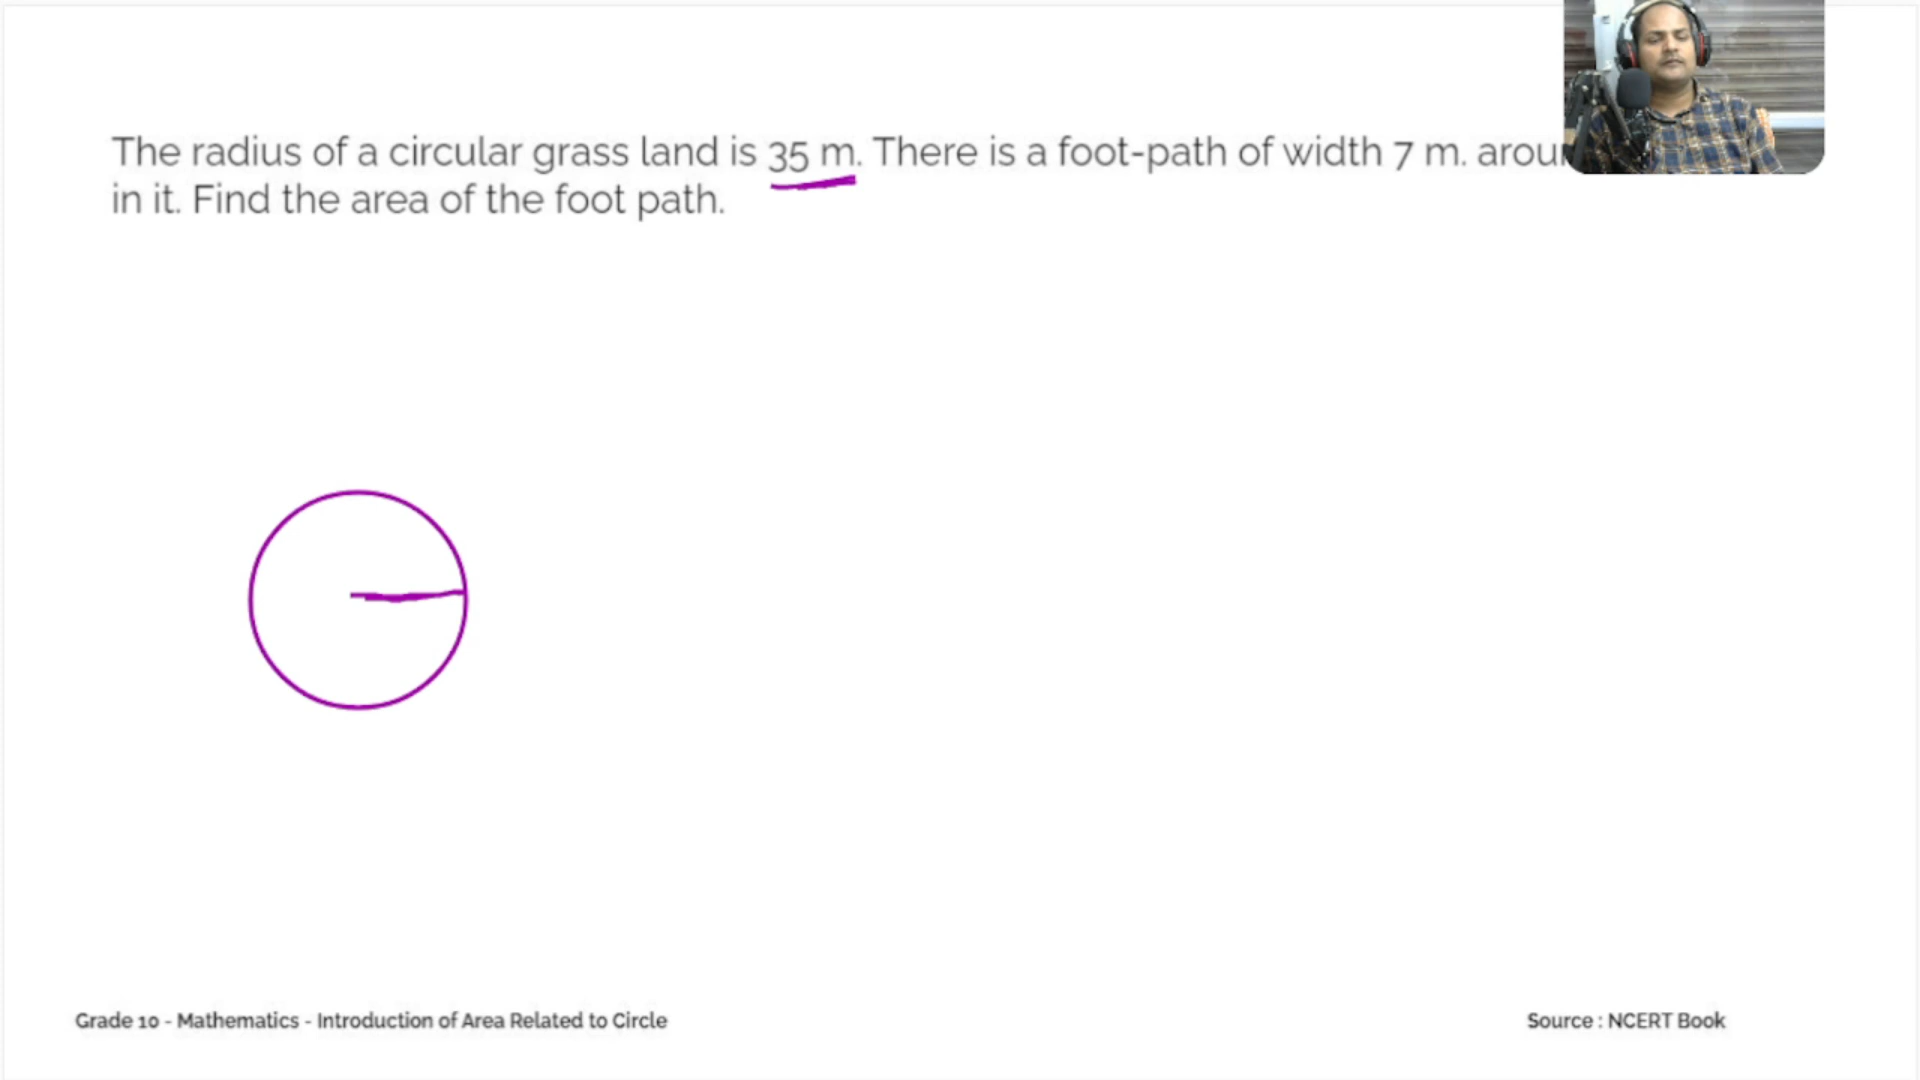 The radius of a circular grass land is 35 m. There is a foot-path of width 7 m.
in it. Find the area of the foot path.
Grade 10 - Mathematics - Introduction of Area Related to Circle
Source : NCERT Book